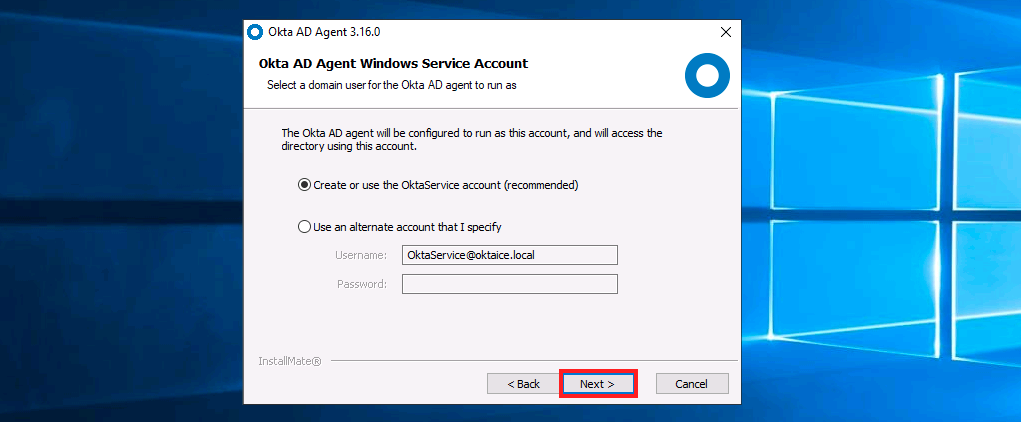 Okta AD Agent 3.16.0
Okta AD Agent Windows Service Account
Select a domain user for the Okta AD agent to run as
The Okta AD agent will be configured to run as this account, and will access the
directory using this account.
Create or use the OktaService account (recommended)
Use an alternate account that I specify
Username: OktaService@oktaice.local
Password:
InstallMate®
< Back Next > Cancel